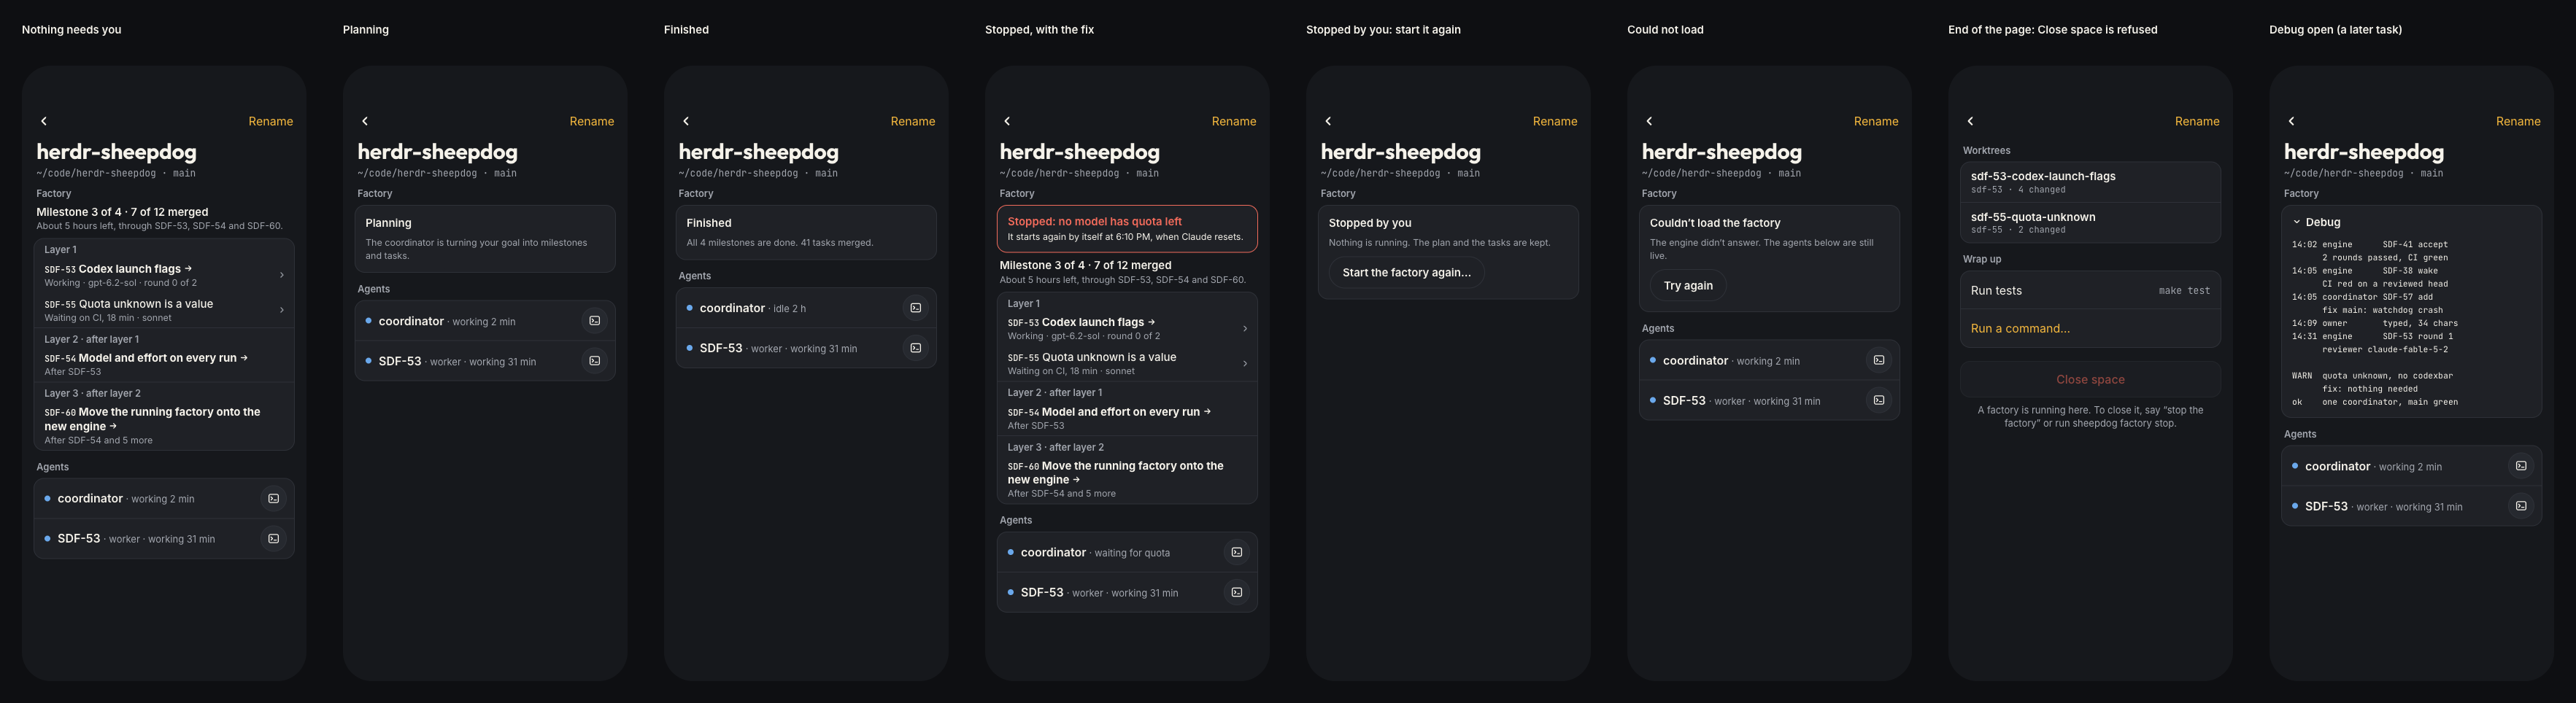 Nothing needs you
Rename
herdr-sheepdog
~/code/herdr-sheepdog · main
Factory
Milestone 3 of 4 · 7 of 12 merged
About 5 hours left, through SDF-53, SDF-54 and SDF-60.
Layer 1
SDF-53 Codex launch flags →
Working · gpt-6.2-sol · round 0 of 2
SDF-55 Quota unknown is a value
Waiting on CI, 18 min · sonnet
Layer 2 · after layer 1
SDF-54 Model and effort on every run →
After SDF-53
Layer 3 · after layer 2
SDF-60 Move the running factory onto the
new engine →
After SDF-54 and 5 more
Agents
coordinator · working 2 min
SDF-53 · worker · working 31 min
Planning
Rename
herdr-sheepdog
~/code/herdr-sheepdog · main
Factory
Planning
The coordinator is turning your goal into milestones
and tasks.
Agents
coordinator · working 2 min
SDF-53 · worker · working 31 min
Finished
Rename
herdr-sheepdog
~/code/herdr-sheepdog · main
Factory
Finished
All 4 milestones are done. 41 tasks merged.
Agents
coordinator · idle 2 h
SDF-53 · worker · working 31 min
Stopped, with the fix
Rename
herdr-sheepdog
~/code/herdr-sheepdog · main
Factory
Stopped: no model has quota left
It starts again by itself at 6:10 PM, when Claude resets.
Milestone 3 of 4 · 7 of 12 merged
About 5 hours left, through SDF-53, SDF-54 and SDF-60.
Layer 1
SDF-53 Codex launch flags →
Working · gpt-6.2-sol · round 0 of 2
SDF-55 Quota unknown is a value
Waiting on CI, 18 min · sonnet
Layer 2 · after layer 1
SDF-54 Model and effort on every run →
After SDF-53
Layer 3 · after layer 2
SDF-60 Move the running factory onto the
new engine →
After SDF-54 and 5 more
Agents
coordinator · waiting for quota
SDF-53 · worker · working 31 min
Stopped by you: start it again
Rename
herdr-sheepdog
~/code/herdr-sheepdog · main
Factory
Stopped by you
Nothing is running. The plan and the tasks are kept.
Start the factory again...
Could not load
Rename
herdr-sheepdog
~/code/herdr-sheepdog · main
Factory
Couldn't load the factory
The engine didn't answer. The agents below are still
live.
Try again
Agents
coordinator · working 2 min
SDF-53 · worker · working 31 min
End of the page: Close space is refused
Rename
Worktrees
sdf-53-codex-launch-flags
sdf-53 · 4 changed
sdf-55-quota-unknown
sdf-55 · 2 changed
Wrap up
Run tests make test
Run a command...
Close space
A factory is running here. To close it, say “stop the
factory” or run sheepdog factory stop.
Debug open (a later task)
Rename
herdr-sheepdog
~/code/herdr-sheepdog · main
Factory
Debug
14:02 engine SDF-41 accept
2 rounds passed, CI green
14:05 engine SDF-38 wake
CI red on a reviewed head
14:05 coordinator SDF-57 add
fix main: watchdog crash
14:09 owner typed, 34 chars
14:31 engine SDF-53 round 1
reviewer claude-fable-5-2
WARN quota unknown, no codexbar
fix: nothing needed
ok one coordinator, main green
Agents
coordinator · working 2 min
SDF-53 · worker · working 31 min